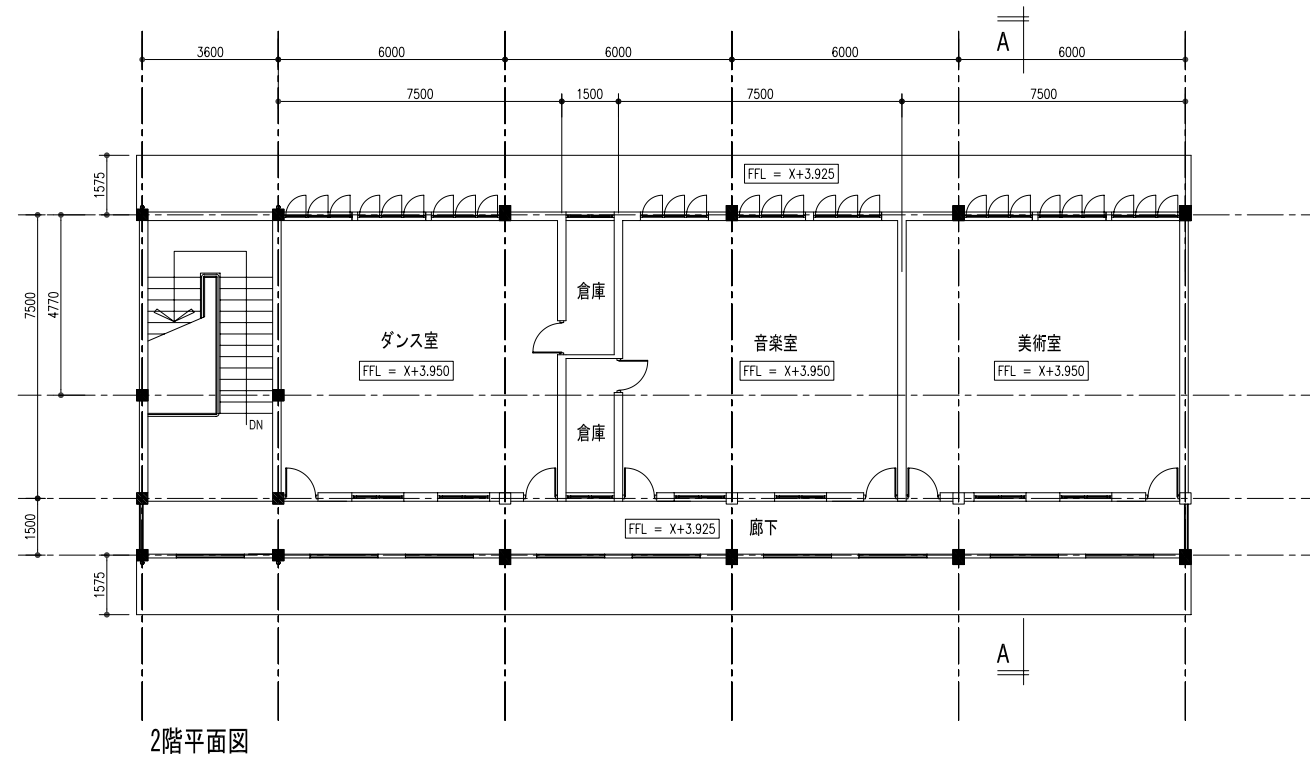 A
3600
6000
6000
6000
6000
7500
1500
7500
7500
1575
FFL = X+3.925
7500
4770
倉庫
ダンス室
音楽室
美術室
FFL = X+3.950
FFL = X+3.950
FFL = X+3.950
DN
倉庫
1500
FFL = X+3.925
廊下
1575
A
2階平面図